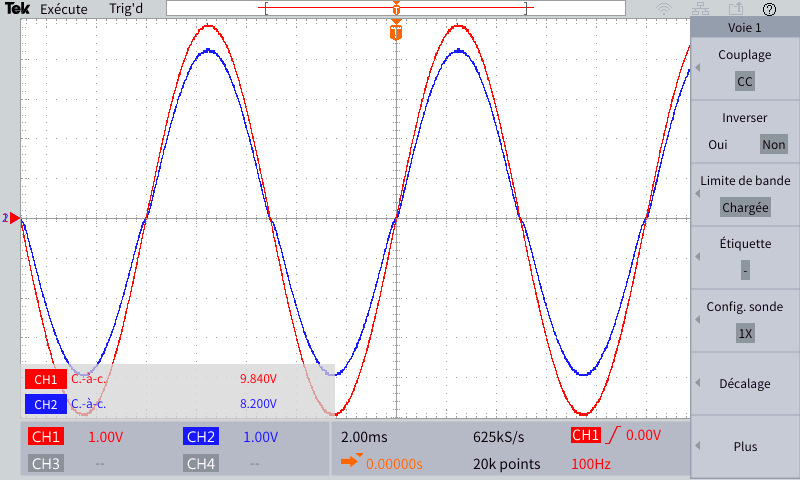 Tek Exécute Trig'd
T
T
Voie 1
Couplage
CC
Inverser
Oui Non
Limite de bande
Chargée
Étiquette
-
Config. sonde
1X
Décalage
Plus
2
CH1 C.-à-c. 9.840V
CH2 C.-à-c. 8.200V
CH1 1.00V CH2 1.00V 2.00ms 625kS/s CH1 0.00V
CH3 -- CH4 -- 0.00000s 20k points 100Hz